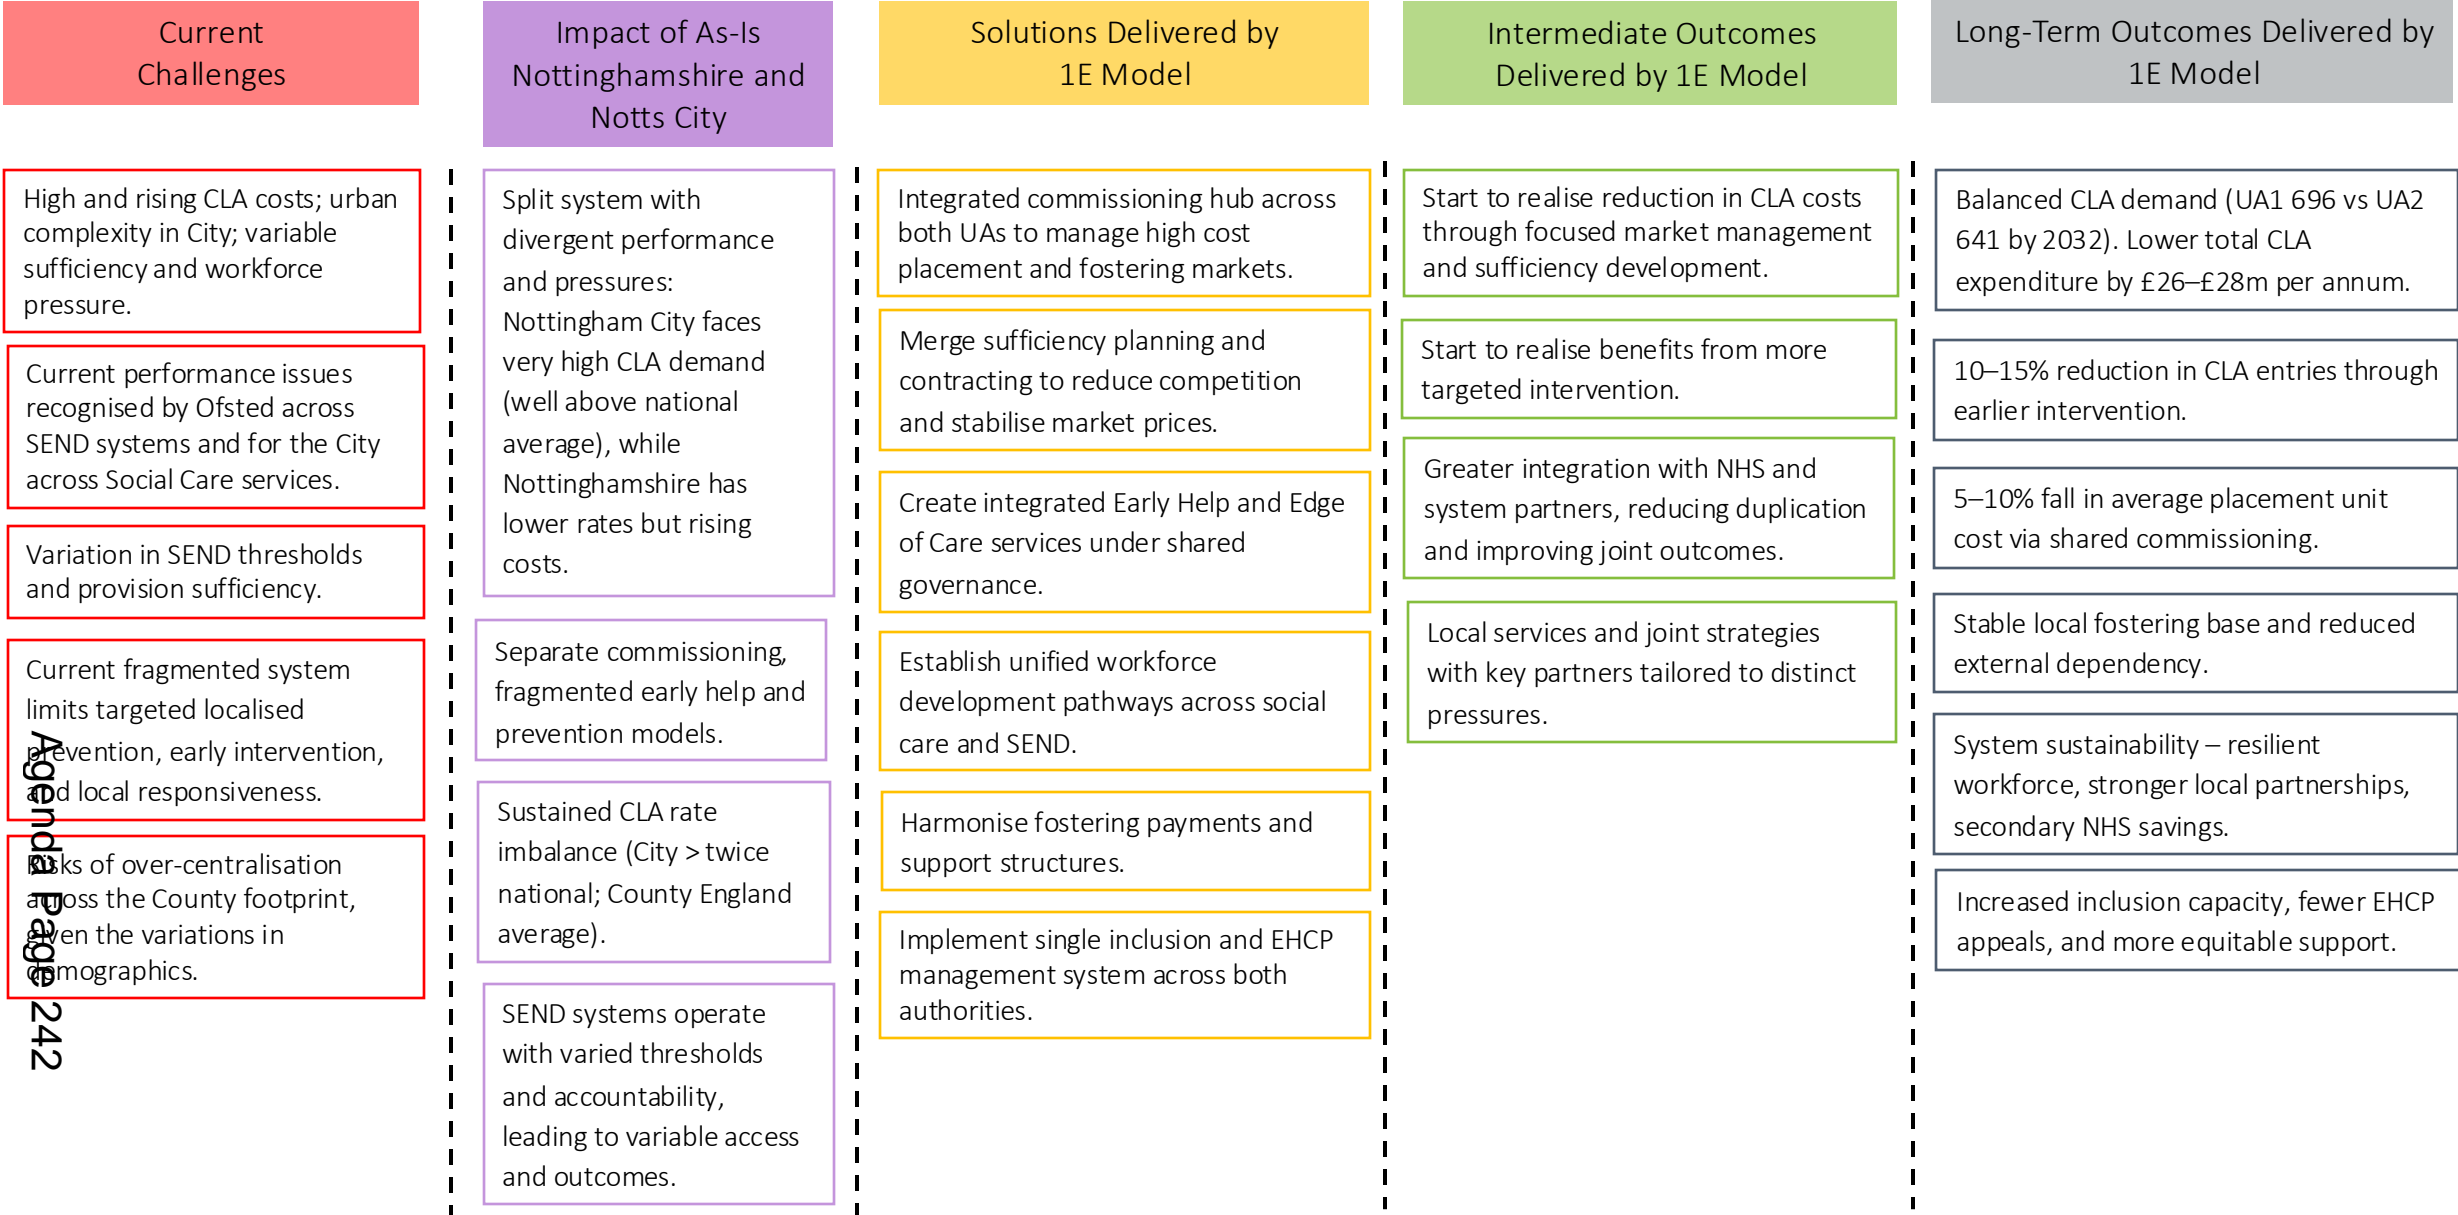 Current
Challenges
High and rising CLA costs; urban
complexity in City; variable
sufficiency and workforce
pressure.
Current performance issues
recognised by Ofsted across
SEND systems and for the City
across Social Care services.
Variation in SEND thresholds
and provision sufficiency.
Current fragmented system
limits targeted localised
prevention, early intervention,
and local responsiveness.
Risks of over-centralisation
across the County footprint,
given the variations in
demographics.
Agenda Page 242
Impact of As-Is
Nottinghamshire and
Notts City
Split system with
divergent performance
and pressures:
Nottingham City faces
very high CLA demand
(well above national
average), while
Nottinghamshire has
lower rates but rising
costs.
Separate commissioning,
fragmented early help and
prevention models.
Sustained CLA rate
imbalance (City > twice
national; County England
average).
SEND systems operate
with varied thresholds
and accountability,
leading to variable access
and outcomes.
Solutions Delivered by
1E Model
Integrated commissioning hub across
both UAs to manage high cost
placement and fostering markets.
Merge sufficiency planning and
contracting to reduce competition
and stabilise market prices.
Create integrated Early Help and Edge
of Care services under shared
governance.
Establish unified workforce
development pathways across social
care and SEND.
Harmonise fostering payments and
support structures.
Implement single inclusion and EHCP
management system across both
authorities.
Intermediate Outcomes
Delivered by 1E Model
Start to realise reduction in CLA costs
through focused market management
and sufficiency development.
Start to realise benefits from more
targeted intervention.
Greater integration with NHS and
system partners, reducing duplication
and improving joint outcomes.
Local services and joint strategies
with key partners tailored to distinct
pressures.
Long-Term Outcomes Delivered by
1E Model
Balanced CLA demand (UA1 696 vs UA2
641 by 2032). Lower total CLA
expenditure by £26–£28m per annum.
10–15% reduction in CLA entries through
earlier intervention.
5–10% fall in average placement unit
cost via shared commissioning.
Stable local fostering base and reduced
external dependency.
System sustainability – resilient
workforce, stronger local partnerships,
secondary NHS savings.
Increased inclusion capacity, fewer EHCP
appeals, and more equitable support.